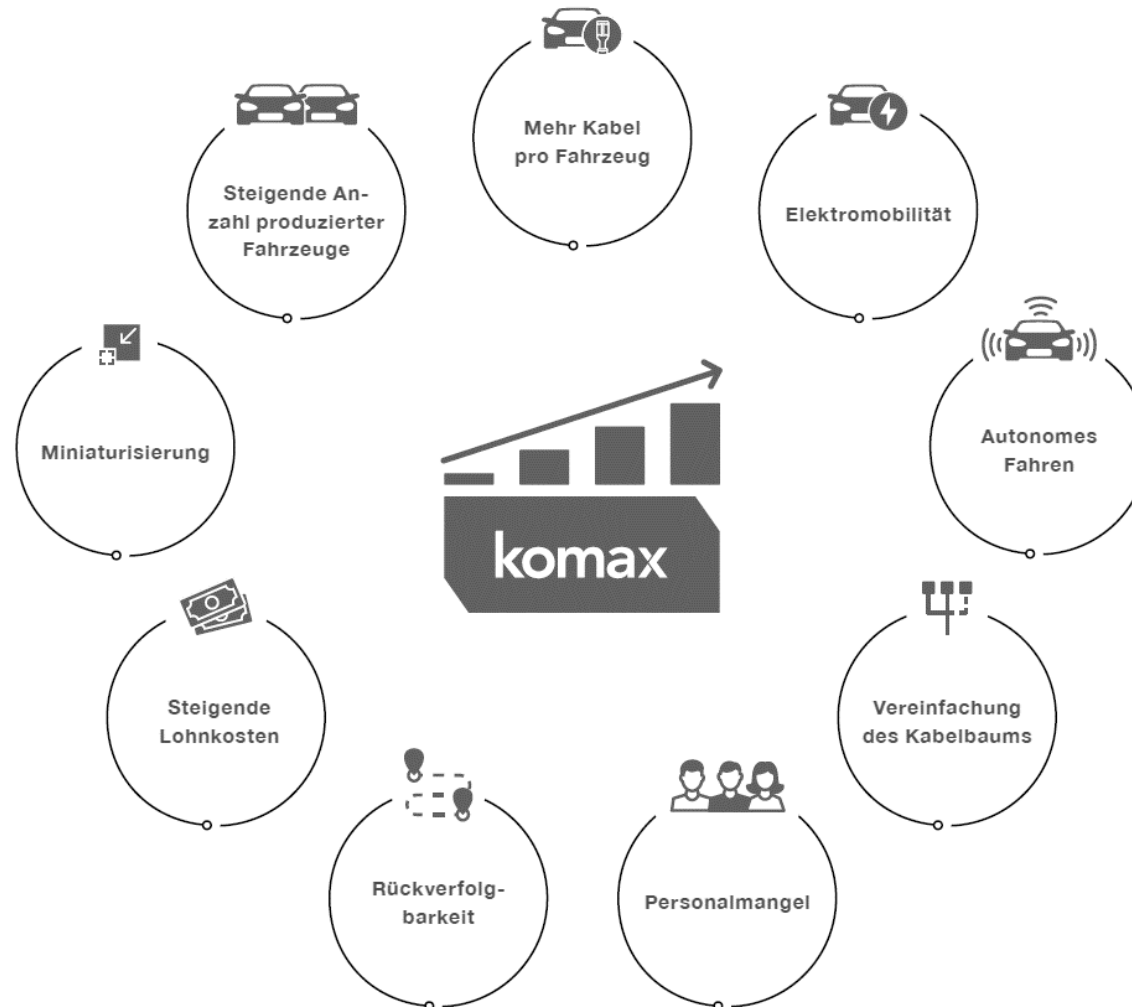 Mehr Kabel
pro Fahrzeug
Steigende An-
zahl produzierter
Fahrzeuge
Elektromobilität
Miniaturisierung
Autonomes
Fahren
komax
Steigende
Lohnkosten
Vereinfachung
des Kabelbaums
Rückverfolg-
barkeit
Personalmangel